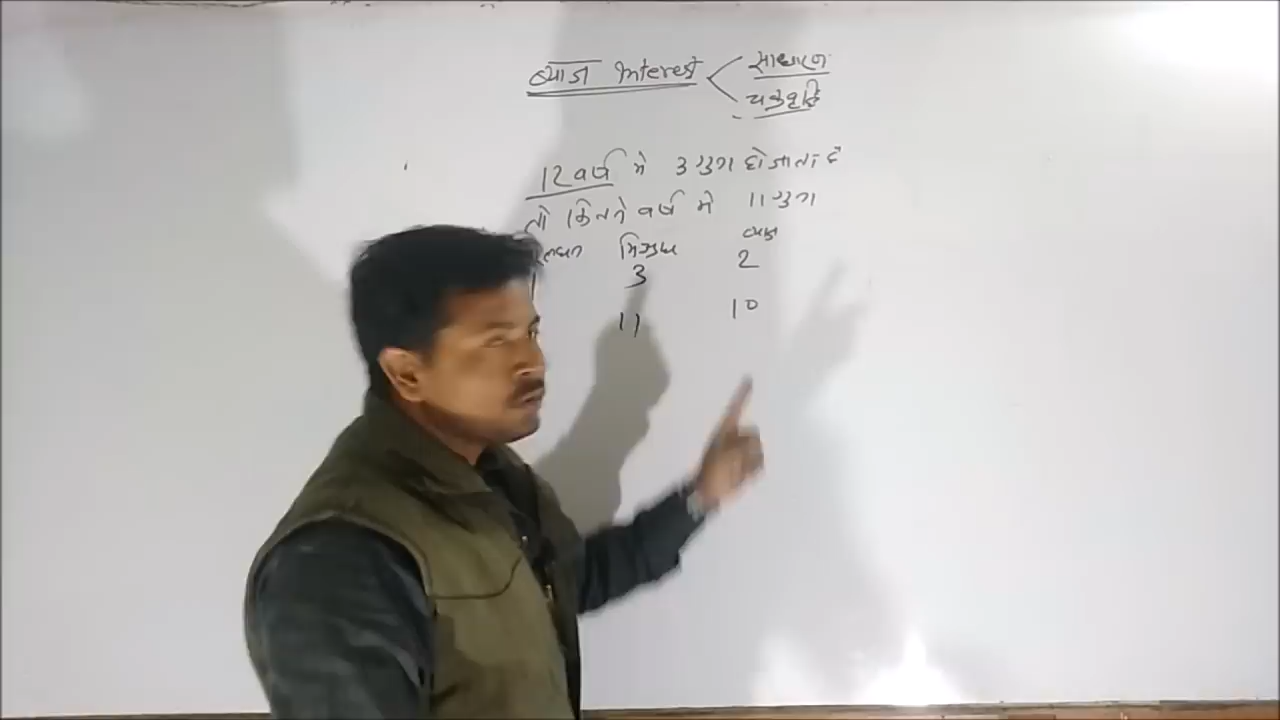 ब्याज Interest
साधारण
चक्रवृद्धि
12 वर्ष मे 3 गुना हो जाता है
तो कितने वर्ष मे 11 गुना
मिश्रधन ब्याज
3 2
11 10